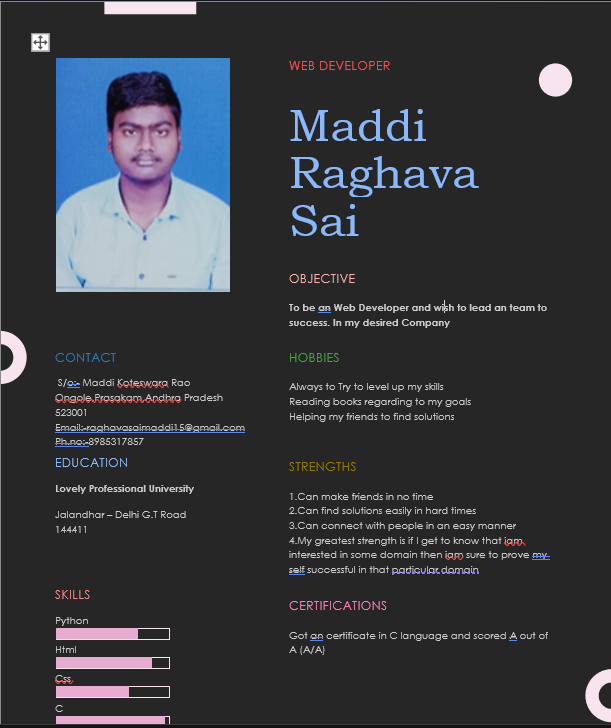 WEB DEVELOPER
Maddi
Raghava
Sai
OBJECTIVE
To be an Web Developer and wish to lead an team to
success. In my desired Company
CONTACT
S/o:- Maddi Koteswara Rao
Ongole,Prasakam,Andhra Pradesh
523001
Email:-raghavasaimaddi15@gmail.com
Ph.no:-8985317857
EDUCATION
Lovely Professional University
Jalandhar – Delhi G.T Road
144411
SKILLS
Python
Html
Css
C
HOBBIES
Always to Try to level up my skills
Reading books regarding to my goals
Helping my friends to find solutions
STRENGTHS
1.Can make friends in no time
2.Can find solutions easily in hard times
3.Can connect with people in an easy manner
4.My greatest strength is if I get to know that iam
interested in some domain then iam sure to prove my
self successful in that particular domain
CERTIFICATIONS
Got an certificate in C language and scored A out of
A (A/A)